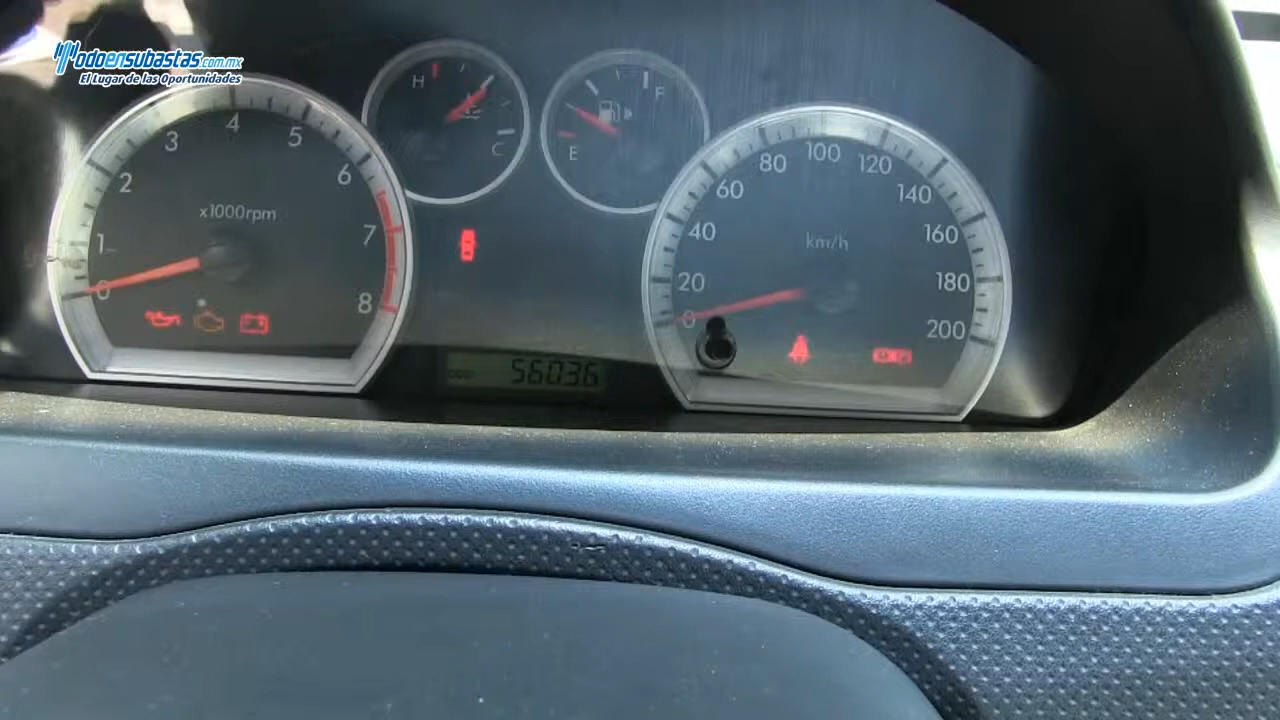 Todoensubastas.com.mx
El Lugar de las Oportunidades
H
C
E
F
0
1
2
3
4
5
6
7
8
x1000rpm
0
20
40
60
80
100
120
140
160
180
200
km/h
ODO 56036